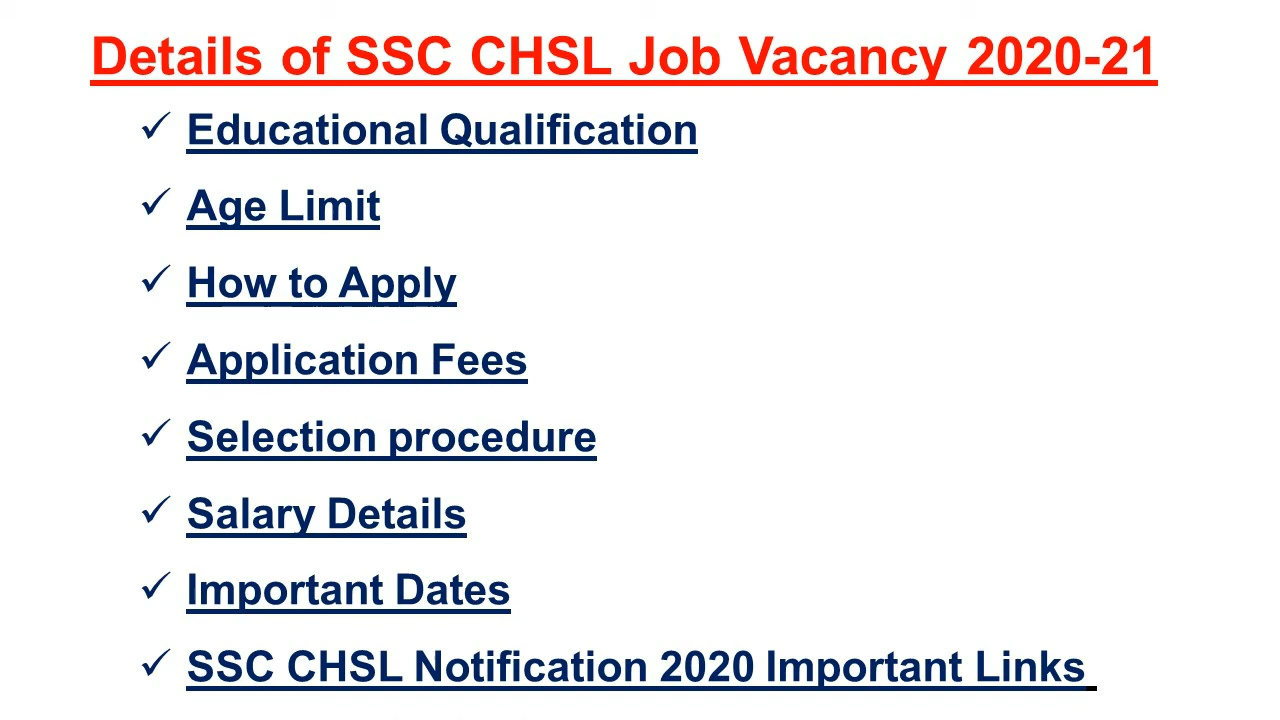 Details of SSC CHSL Job Vacancy 2020-21
✓ Educational Qualification
✓ Age Limit
✓ How to Apply
✓ Application Fees
✓ Selection procedure
✓ Salary Details
✓ Important Dates
✓ SSC CHSL Notification 2020 Important Links